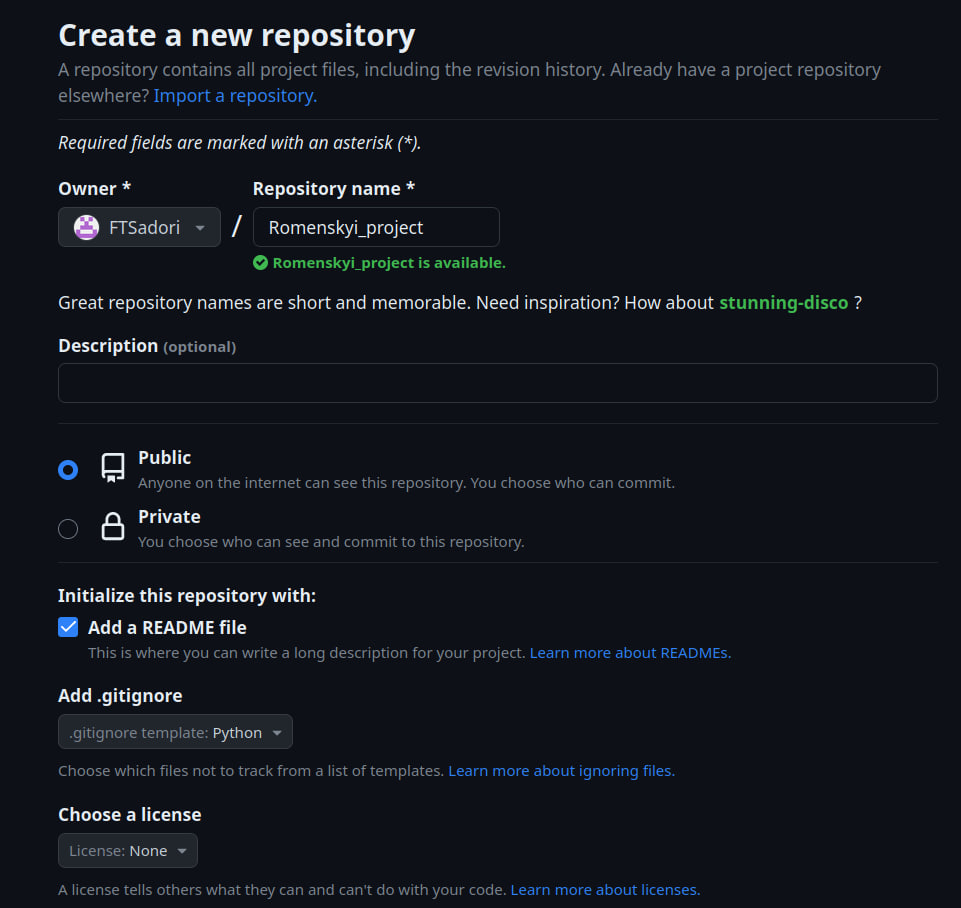 Create a new repository
A repository contains all project files, including the revision history. Already have a project repository
elsewhere? Import a repository.
Required fields are marked with an asterisk (*).
Owner * Repository name *
FTSadori / Romenskyi_project
Romenskyi_project is available.
Great repository names are short and memorable. Need inspiration? How about stunning-disco ?
Description (optional)
Public
Anyone on the internet can see this repository. You choose who can commit.
Private
You choose who can see and commit to this repository.
Initialize this repository with:
Add a README file
This is where you can write a long description for your project. Learn more about READMEs.
Add .gitignore
.gitignore template: Python
Choose which files not to track from a list of templates. Learn more about ignoring files.
Choose a license
License: None
A license tells others what they can and can't do with your code. Learn more about licenses.